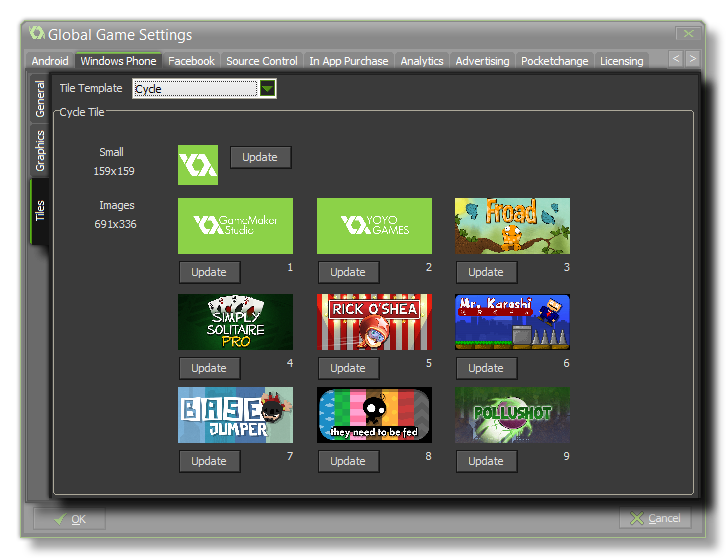 Global Game Settings
Android Windows Phone Facebook Source Control In App Purchase Analytics Advertising Pocketchange Licensing
General
Graphics
Tiles
Tile Template Cycle
Cycle Tile
Small
159x159
Update
Images
691x336
GameMaker
Studio
YOYO
GAMES
Froad
Update 1
Update 2
Update 3
SIMPLY
SOLITAIRE
PRO
RICK O'SHEA
Mr. Karoshi
Update 4
Update 5
Update 6
BASE
JUMPER
they need to be fed
POLLUSHOT
Update 7
Update 8
Update 9
OK
Cancel